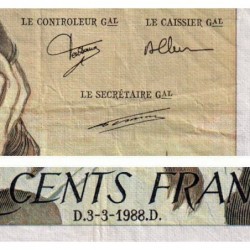 LE CONTROLEUR GAL LE CAISSIER GAL
LE SECRÉTAIRE GAL
CENTS FRAN
D.3-3-1988.D.